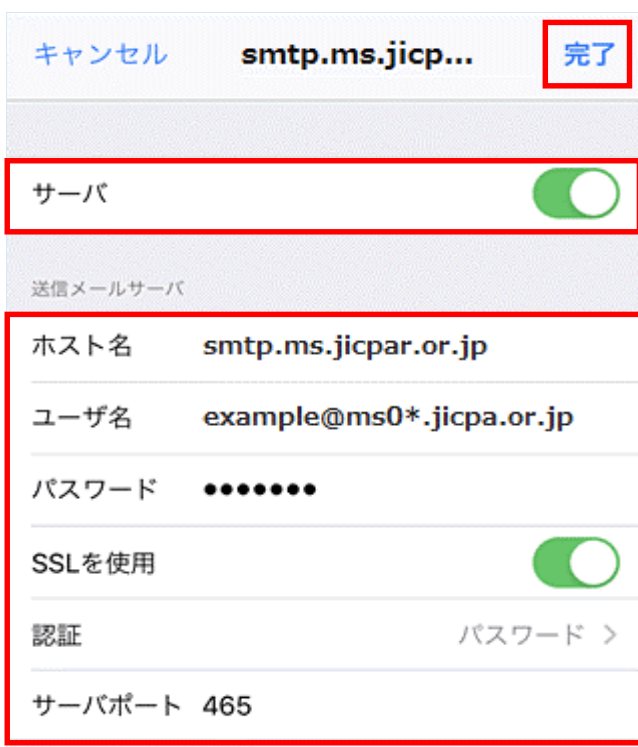 キャンセル smtp.ms.jicp... 完了
サーバ
送信メールサーバ
ホスト名 smtp.ms.jicpar.or.jp
ユーザ名 example@ms0*.jicpa.or.jp
パスワード ●●●●●●●
SSLを使用
認証 パスワード >
サーバポート 465